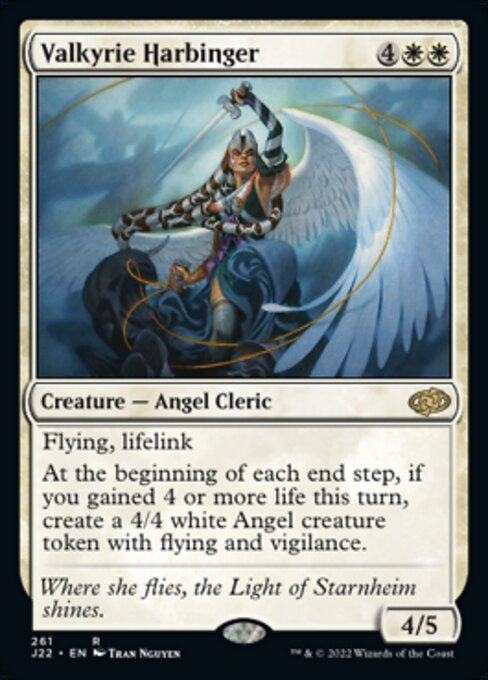 Valkyrie Harbinger 4
Creature — Angel Cleric
Flying, lifelink
At the beginning of each end step, if
you gained 4 or more life this turn,
create a 4/4 white Angel creature
token with flying and vigilance.
Where she flies, the Light of Starnheim
shines.
4/5
261 R
J22 • EN Tran Nguyen
™ & © 2022 Wizards of the Coast